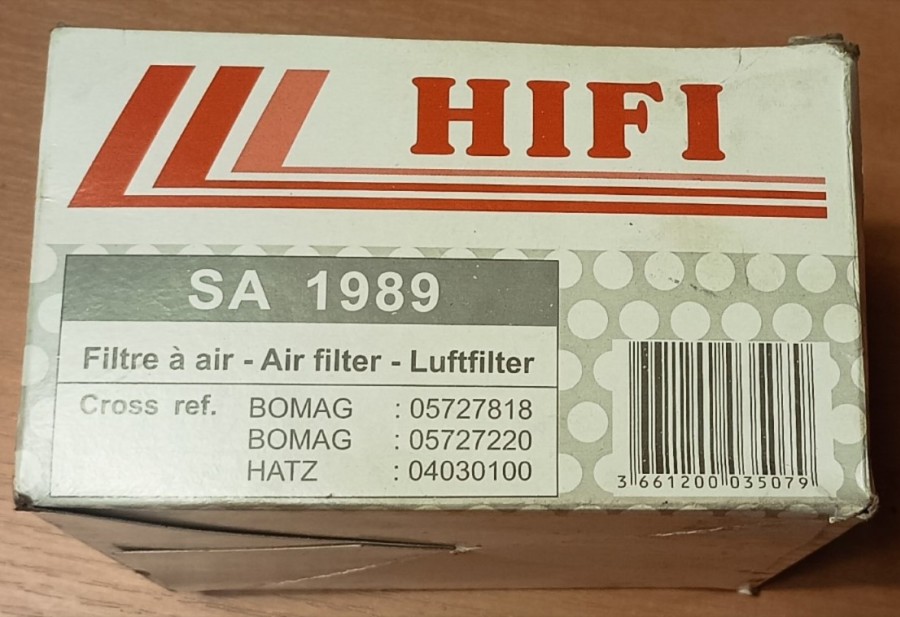 HIFI
SA 1989
Filtre à air - Air filter - Luftfilter
Cross ref. BOMAG : 05727818
BOMAG : 05727220
HATZ : 04030100
3 661200 035079